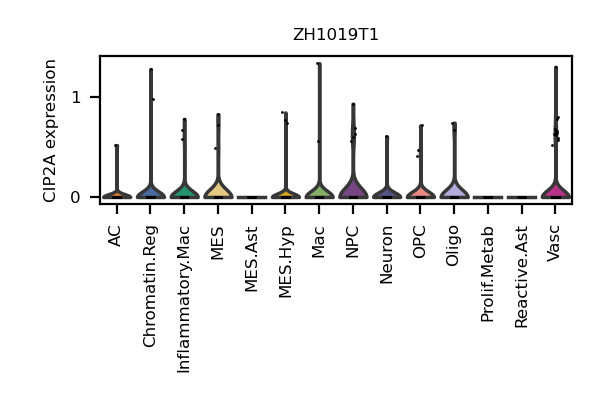 ZH1019T1
CIP2A expression
1
0
AC
Chromatin.Reg
Inflammatory.Mac
MES
MES.Ast
MES.Hyp
Mac
NPC
Neuron
OPC
Oligo
Prolif.Metab
Reactive.Ast
Vasc